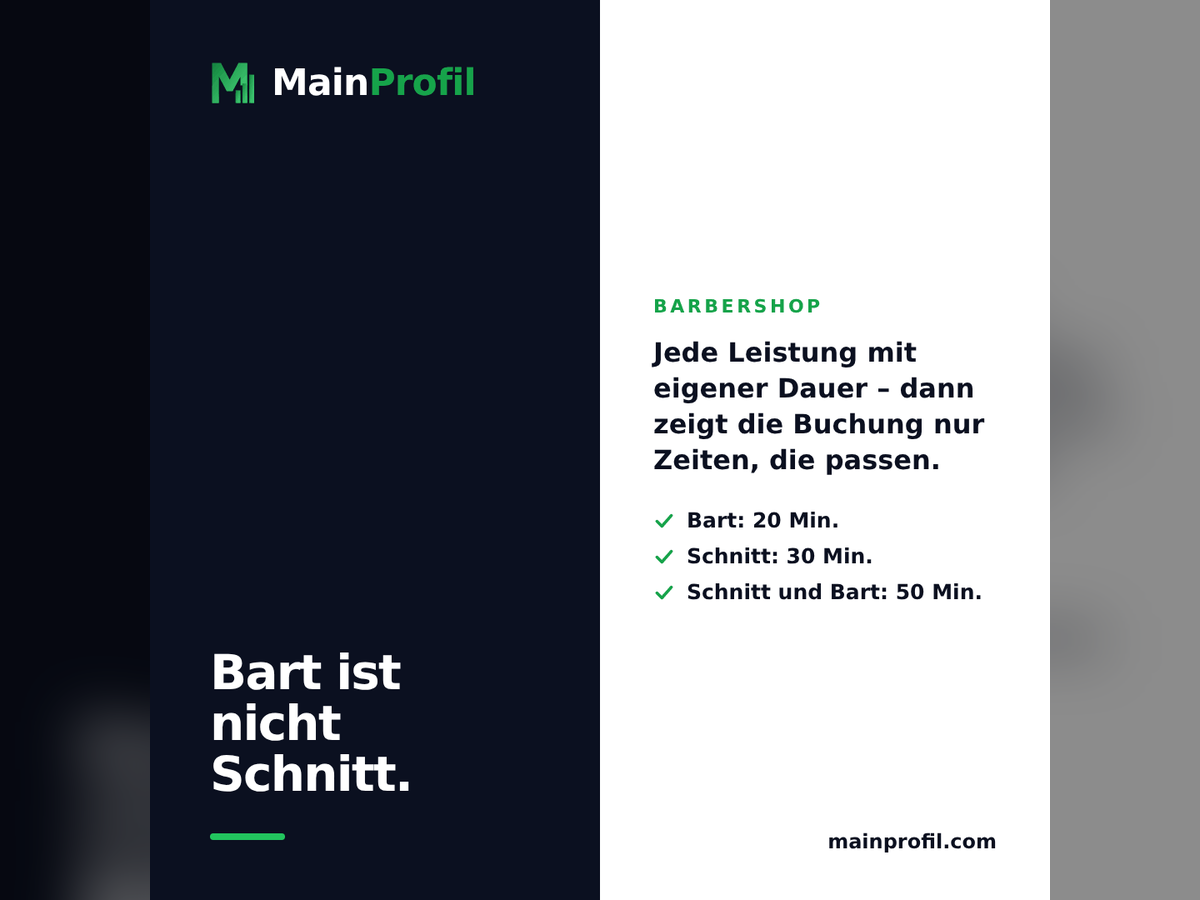 MainProfil
Bart ist
nicht
Schnitt.
BARBERSHOP
Jede Leistung mit
eigener Dauer – dann
zeigt die Buchung nur
Zeiten, die passen.
Bart: 20 Min.
Schnitt: 30 Min.
Schnitt und Bart: 50 Min.
mainprofil.com